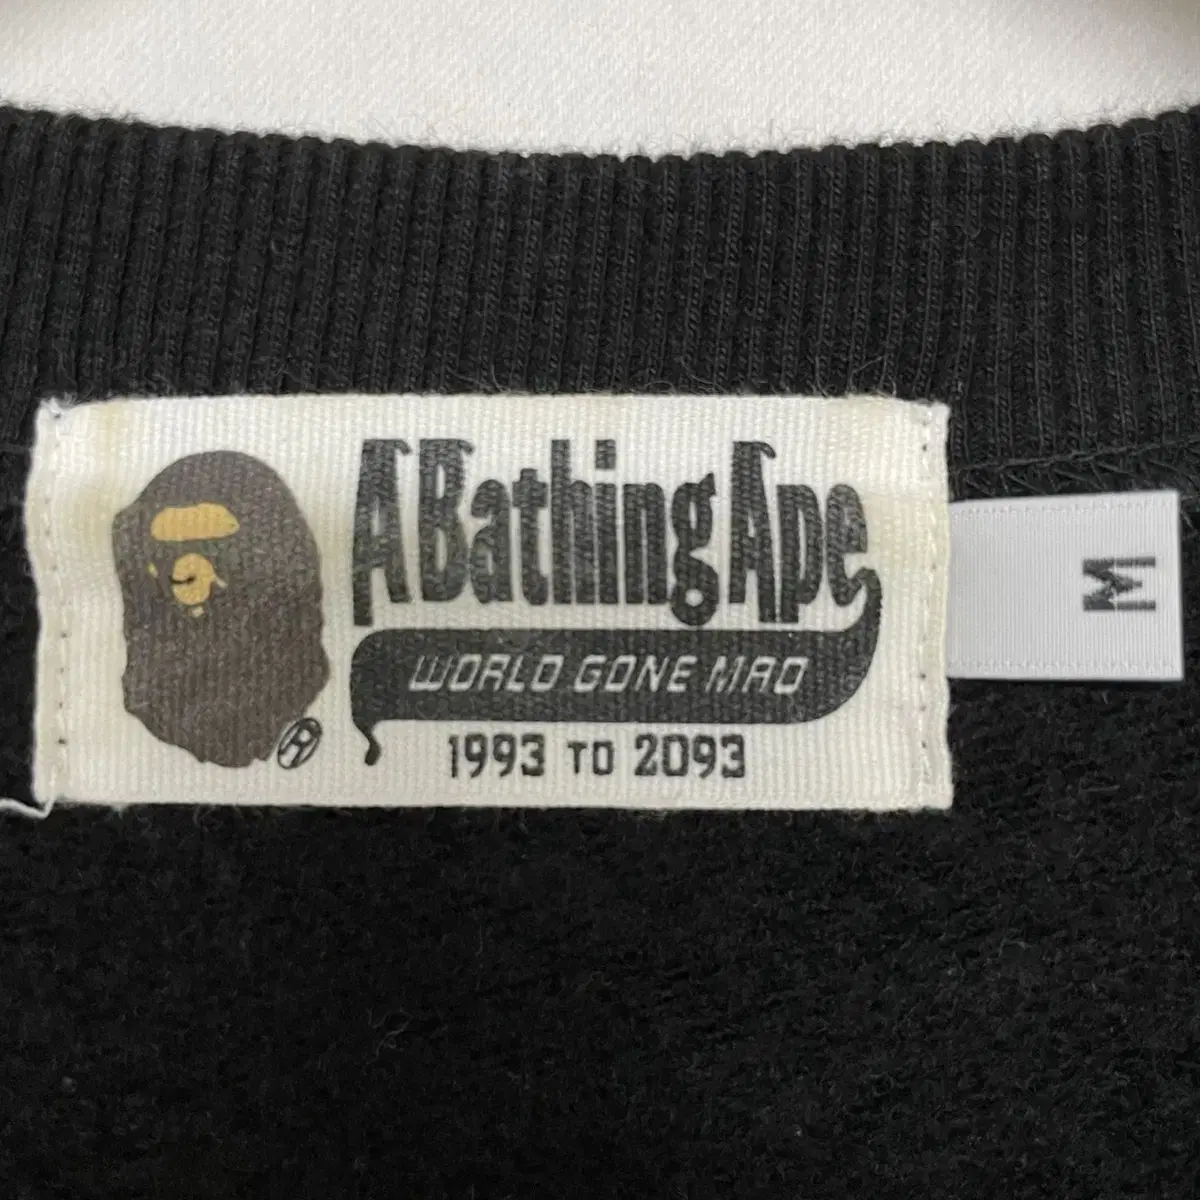 A Bathing Ape
WORLD GONE MAD
1993 TO 2093
®
M